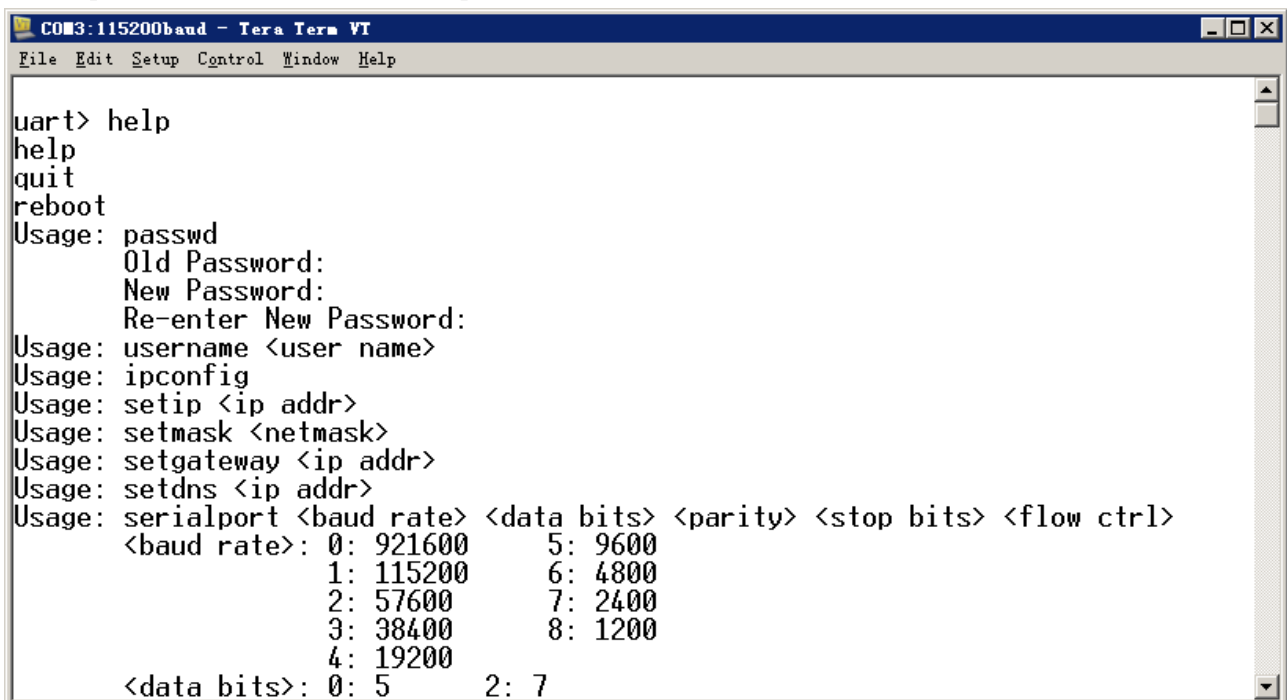 COM3:115200baud - Tera Term VT
File Edit Setup Control Window Help
uart> help
help
quit
reboot
Usage: passwd
Old Password:
New Password:
Re-enter New Password:
Usage: username <user name>
Usage: ipconfig
Usage: setip <ip addr>
Usage: setmask <netmask>
Usage: setgateway <ip addr>
Usage: setdns <ip addr>
Usage: serialport <baud rate> <data bits> <parity> <stop bits> <flow ctrl>
<baud rate>: 0: 921600 5: 9600
1: 115200 6: 4800
2: 57600 7: 2400
3: 38400 8: 1200
4: 19200
<data bits>: 0: 5 2: 7